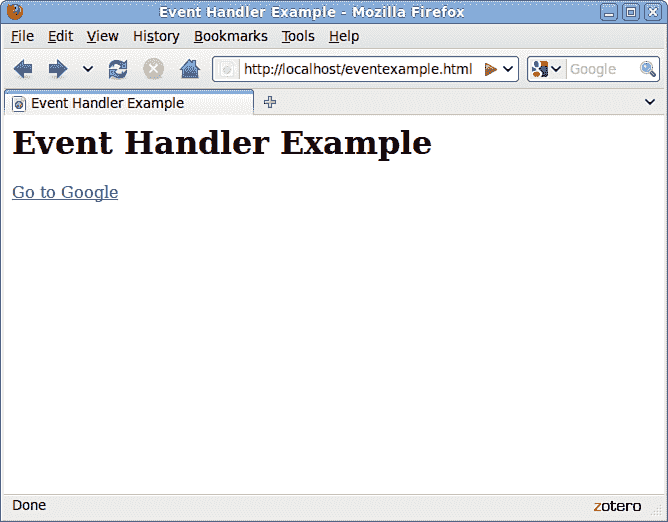 Event Handler Example - Mozilla Firefox
File Edit View History Bookmarks Tools Help
http://localhost/eventexample.html Google
Event Handler Example
Event Handler Example
Go to Google
Done zotero